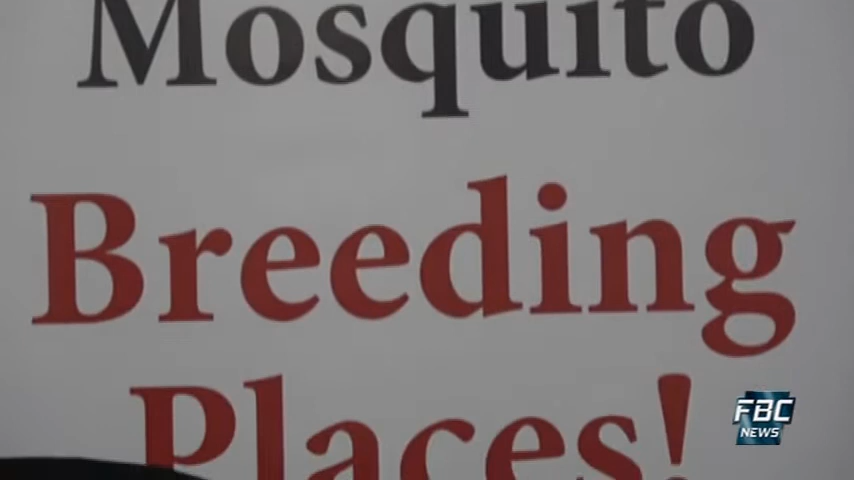 Mosquito
Breeding
Places!
FBC
NEWS